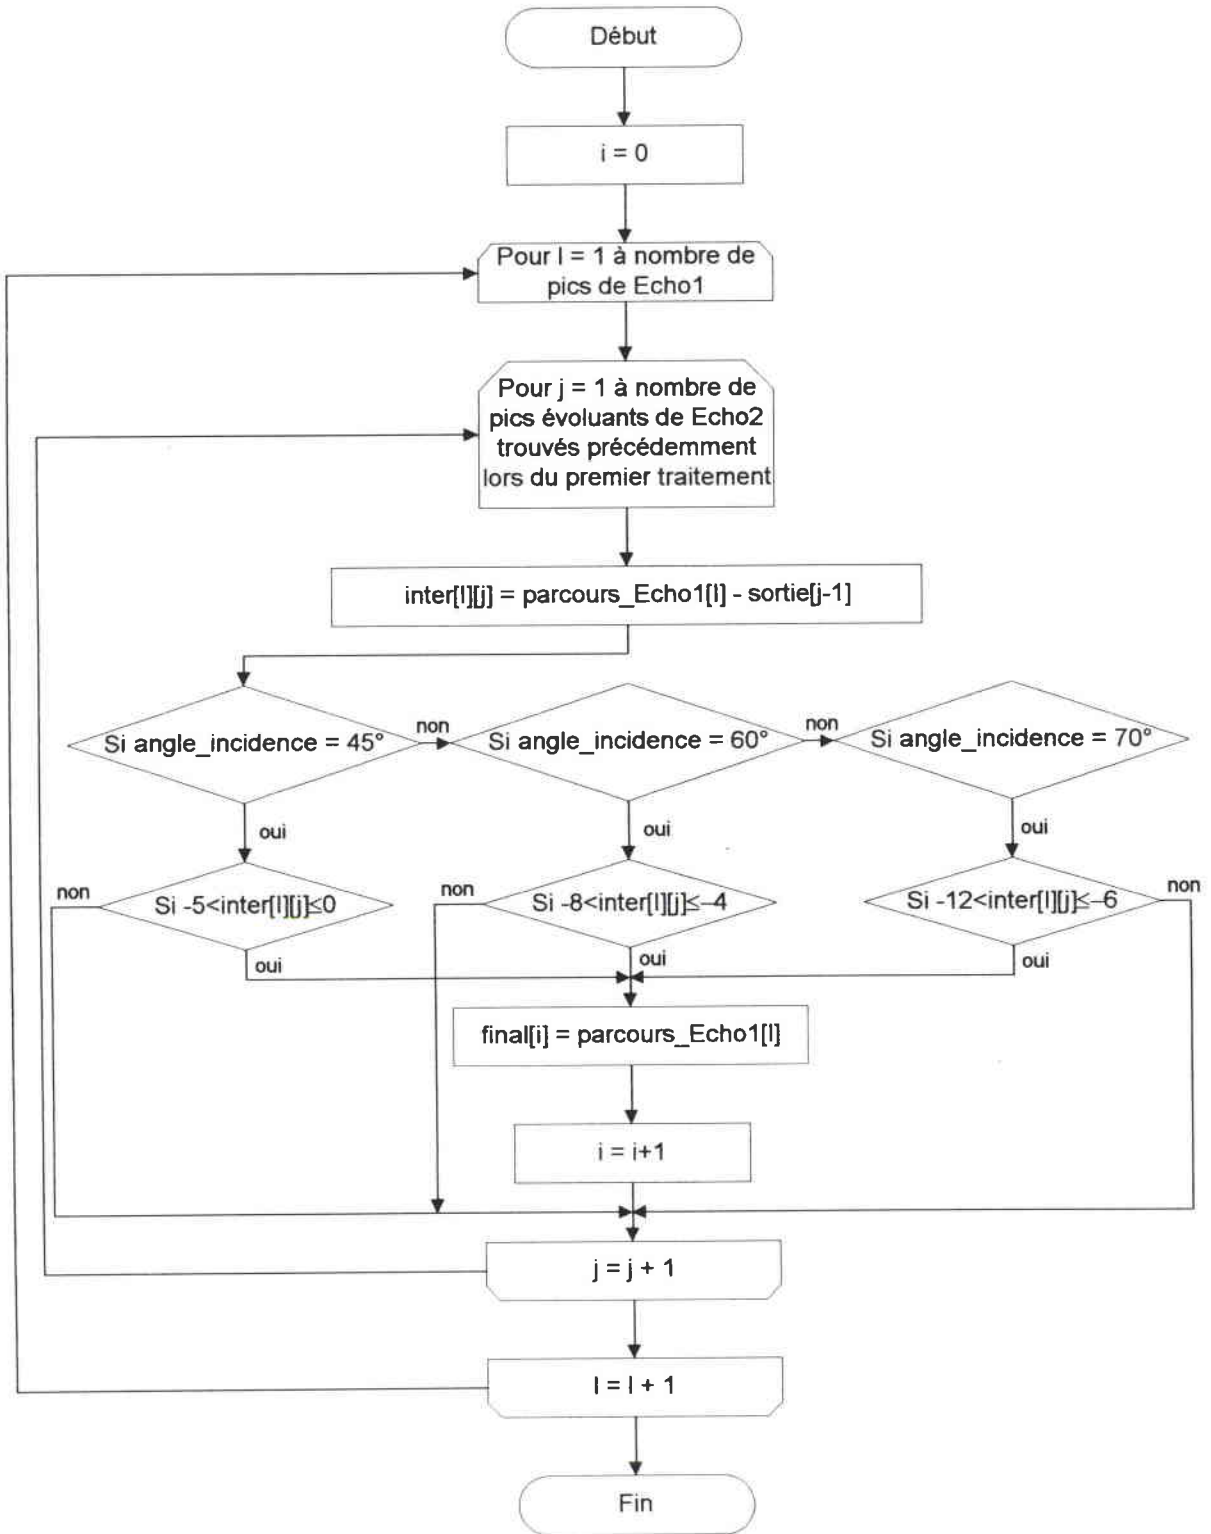 Début
i = 0
Pour l = 1 à nombre de
pics de Echo1
Pour j = 1 à nombre de
pics évoluants de Echo2
trouvés précédemment
lors du premier traitement
inter[l][j] = parcours_Echo1[l] - sortie[j-1]
Si angle_incidence = 45°
non
Si angle_incidence = 60°
non
Si angle_incidence = 70°
oui
oui
oui
non
Si -5<inter[l][j]≤0
non
Si -8<inter[l][j]≤–4
Si -12<inter[l][j]≤–6
non
oui
oui
oui
final[i] = parcours_Echo1[l]
i = i+1
j = j + 1
l = l + 1
Fin